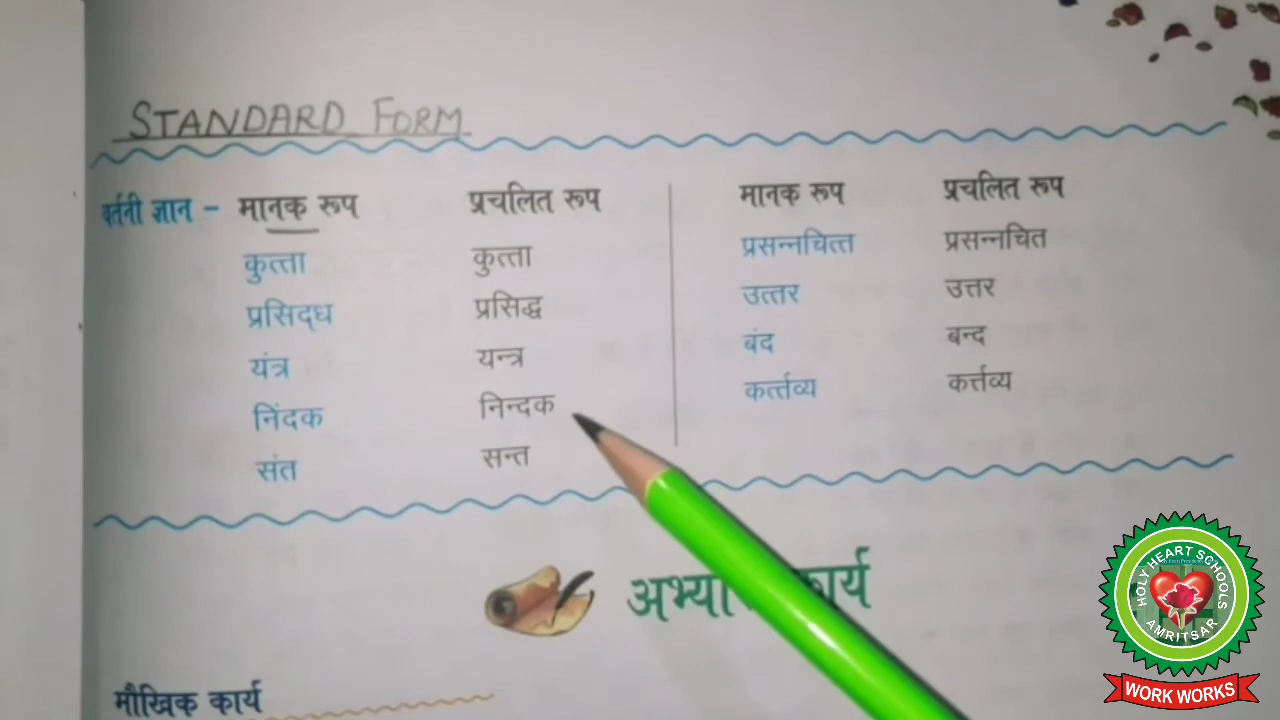 STANDARD FORM
वर्तनी ज्ञान – मानक रूप प्रचलित रूप मानक रूप प्रचलित रूप
कुत्‍ता कुत्ता प्रसन्‍नचित्‍त प्रसन्‍नचित
प्रसिद्‌ध प्रसिद्ध उत्‍तर उत्तर
यंत्र यन्त्र बंद बन्द
निंदक निन्दक कर्त्‍तव्य कर्त्तव्य
संत सन्त
कार्य
मौखिक कार्य
HOLY HEART SCHOOLS
AMRITSAR
WORK WORKS